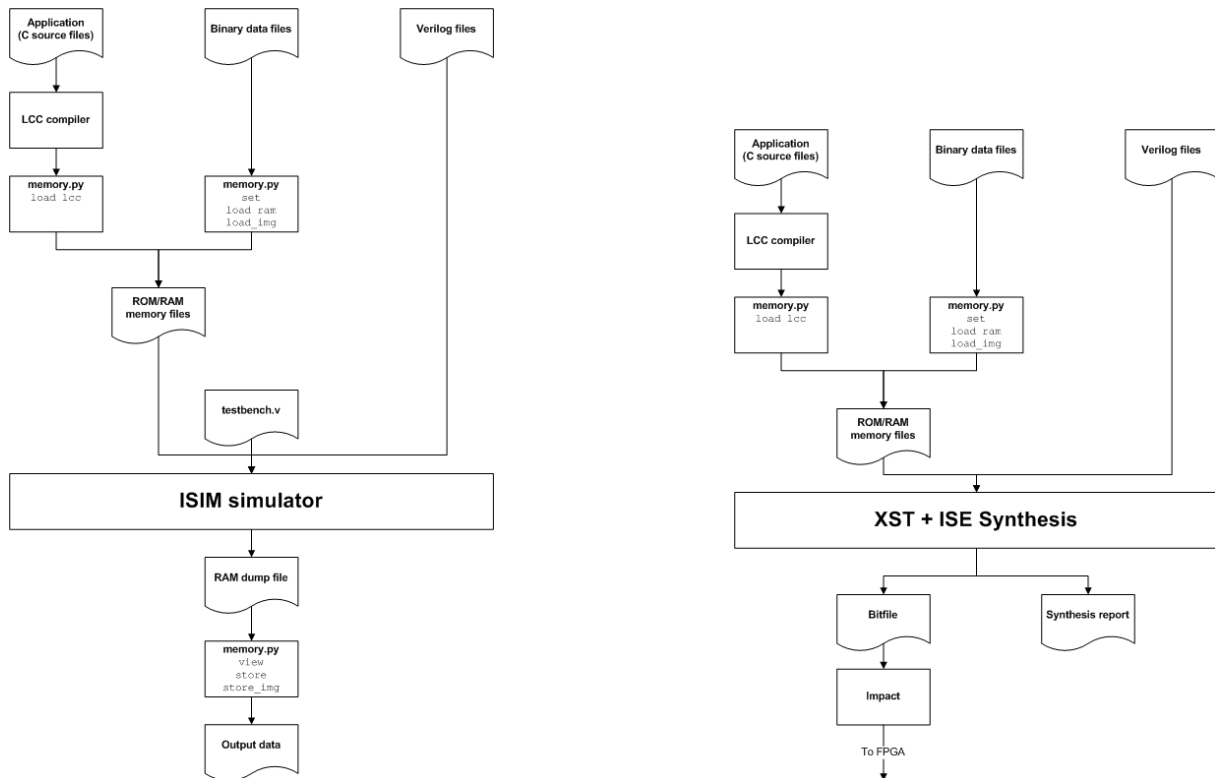 Application
(C source files)
Binary data files
Verilog files
LCC compiler
memory.py
load lcc
memory.py
set
load ram
load_img
ROM/RAM
memory files
testbench.v
ISIM simulator
RAM dump file
memory.py
view
store
store_img
Output data
Application
(C source files)
Binary data files
Verilog files
LCC compiler
memory.py
load lcc
memory.py
set
load ram
load_img
ROM/RAM
memory files
XST + ISE Synthesis
Bitfile
Synthesis report
Impact
To FPGA